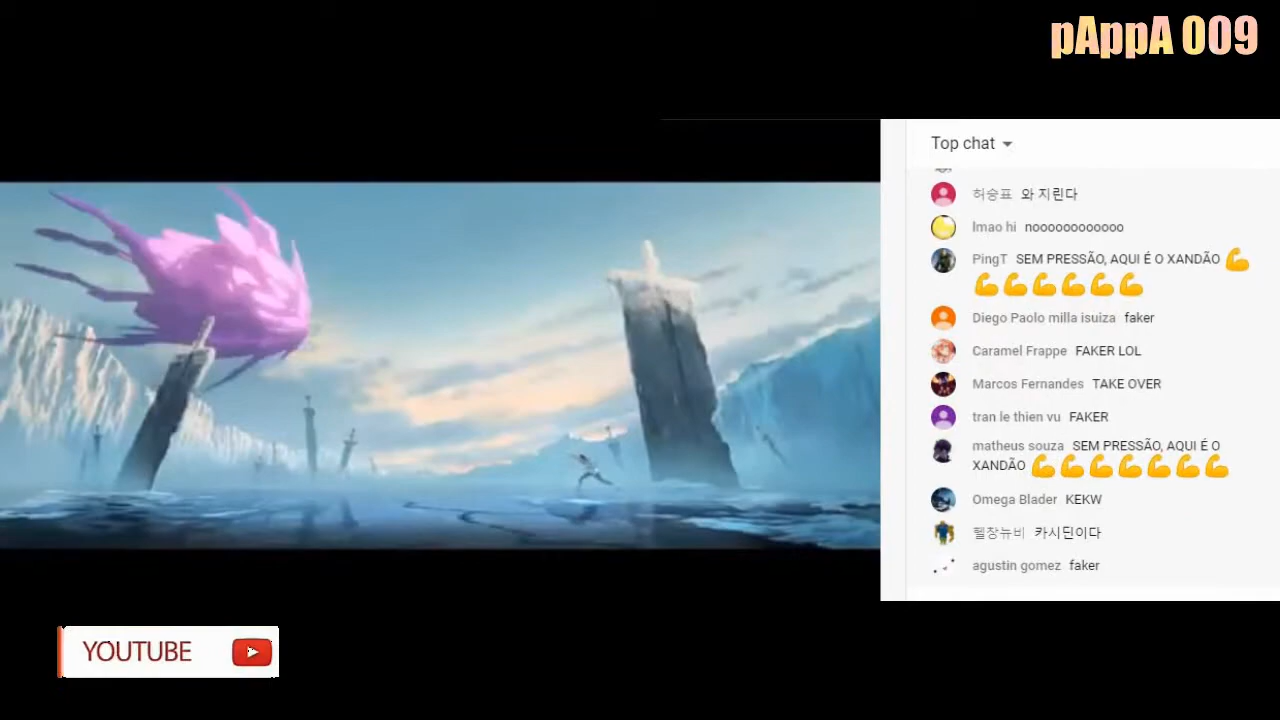 pAppA 009
Top chat
허승표 와 지린다
lmao hi noooooooooooo
PingT SEM PRESSÃO, AQUI É O XANDÃO 💪
💪💪💪💪💪💪
Diego Paolo milla isuiza faker
Caramel Frappe FAKER LOL
Marcos Fernandes TAKE OVER
tran le thien vu FAKER
matheus souza SEM PRESSÃO, AQUI É O
XANDÃO 💪💪💪💪💪💪💪
Omega Blader KEKW
헬창뉴비 카시딘이다
agustin gomez faker
YOUTUBE